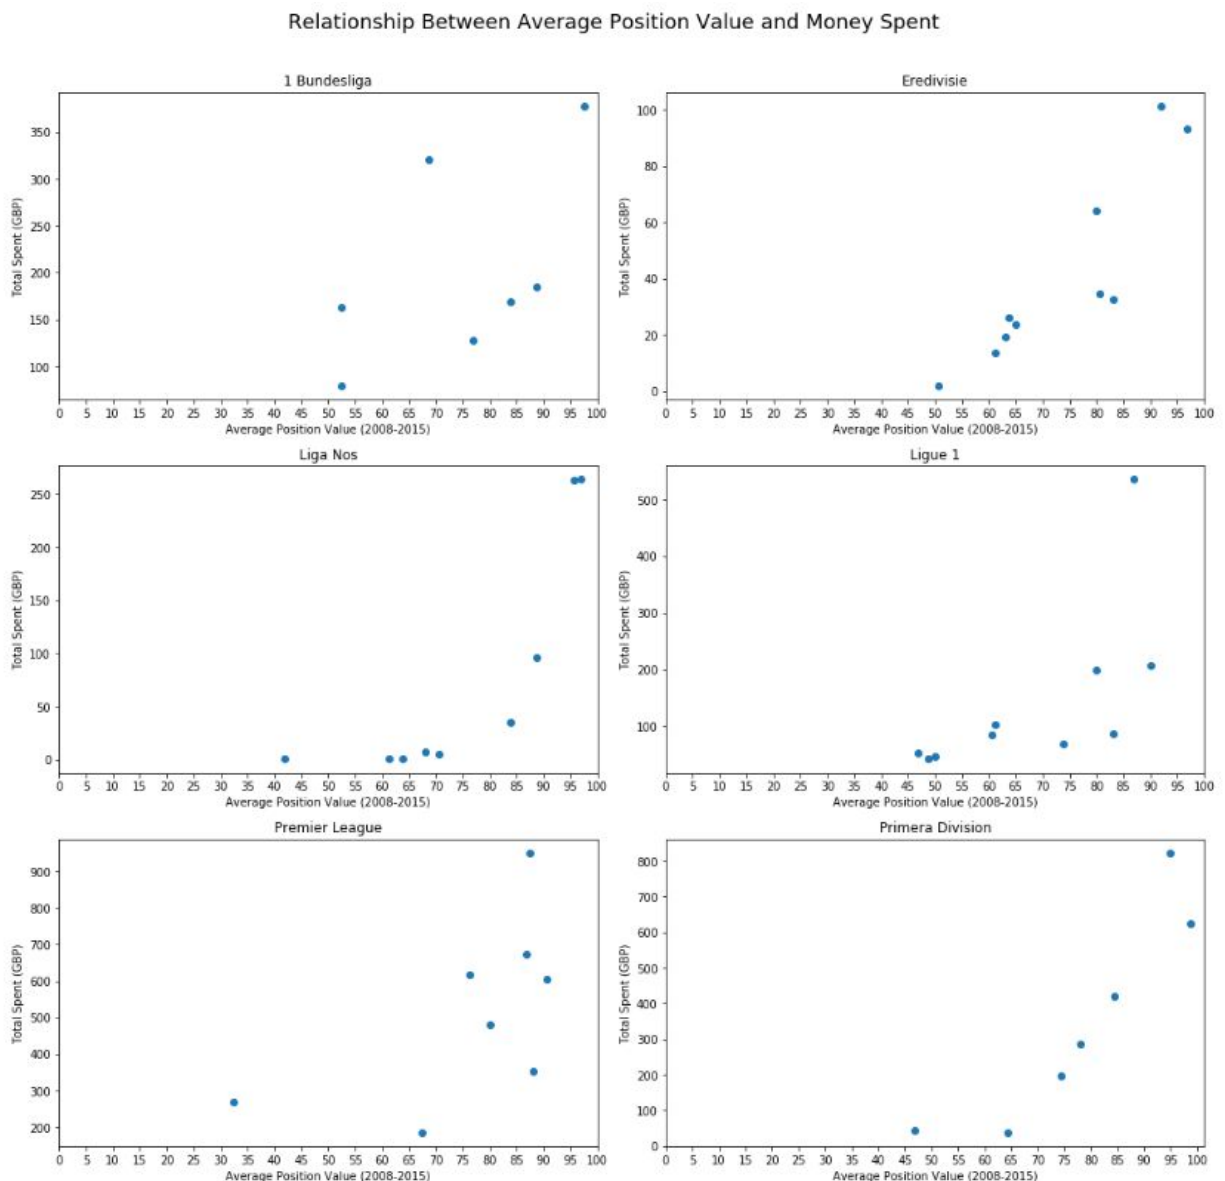 Relationship Between Average Position Value and Money Spent
1 Bundesliga
Total Spent (GBP)
350
300
250
200
150
100
0 5 10 15 20 25 30 35 40 45 50 55 60 65 70 75 80 85 90 95 100
Average Position Value (2008-2015)
Eredivisie
Total Spent (GBP)
100
80
60
40
20
0
0 5 10 15 20 25 30 35 40 45 50 55 60 65 70 75 80 85 90 95 100
Average Position Value (2008-2015)
Liga Nos
Total Spent (GBP)
250
200
150
100
50
0
0 5 10 15 20 25 30 35 40 45 50 55 60 65 70 75 80 85 90 95 100
Average Position Value (2008-2015)
Ligue 1
Total Spent (GBP)
500
400
300
200
100
0 5 10 15 20 25 30 35 40 45 50 55 60 65 70 75 80 85 90 95 100
Average Position Value (2008-2015)
Premier League
Total Spent (GBP)
900
800
700
600
500
400
300
200
0 5 10 15 20 25 30 35 40 45 50 55 60 65 70 75 80 85 90 95 100
Average Position Value (2008-2015)
Primera Division
Total Spent (GBP)
800
700
600
500
400
300
200
100
0
0 5 10 15 20 25 30 35 40 45 50 55 60 65 70 75 80 85 90 95 100
Average Position Value (2008-2015)